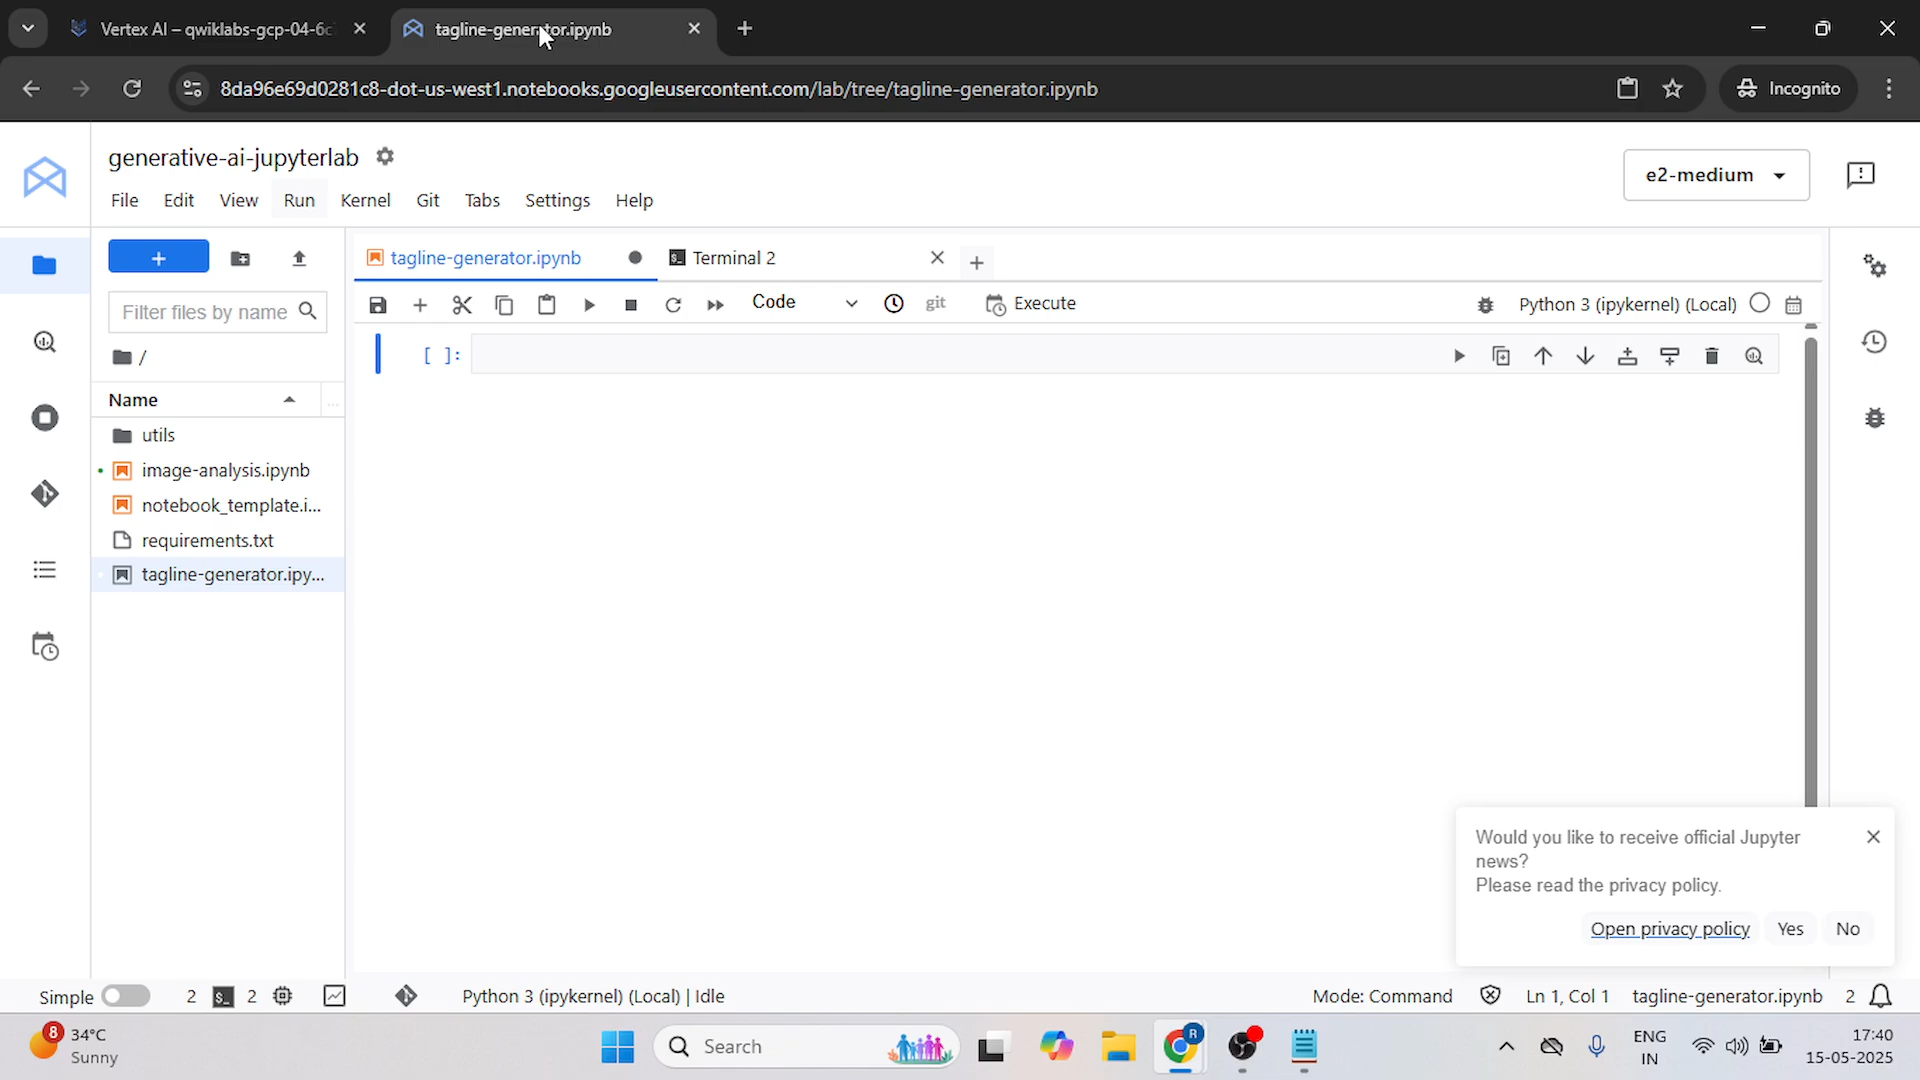 Vertex AI – qwiklabs-gcp-04-6c
tagline-generator.ipynb
8da96e69d0281c8-dot-us-west1.notebooks.googleusercontent.com/lab/tree/tagline-generator.ipynb
Incognito
generative-ai-jupyterlab
e2-medium
File Edit View Run Kernel Git Tabs Settings Help
tagline-generator.ipynb
Terminal 2
Filter files by name
Code
git
Execute
Python 3 (ipykernel) (Local)
/
[ ]:
Name
...
utils
image-analysis.ipynb
notebook_template.i...
requirements.txt
tagline-generator.ipy...
Would you like to receive official Jupyter
news?
Please read the privacy policy.
Open privacy policy Yes No
Simple 2 2 Python 3 (ipykernel) (Local) | Idle Mode: Command Ln 1, Col 1 tagline-generator.ipynb 2
8
34°C
Sunny
Search
R
ENG
IN
17:40
15-05-2025